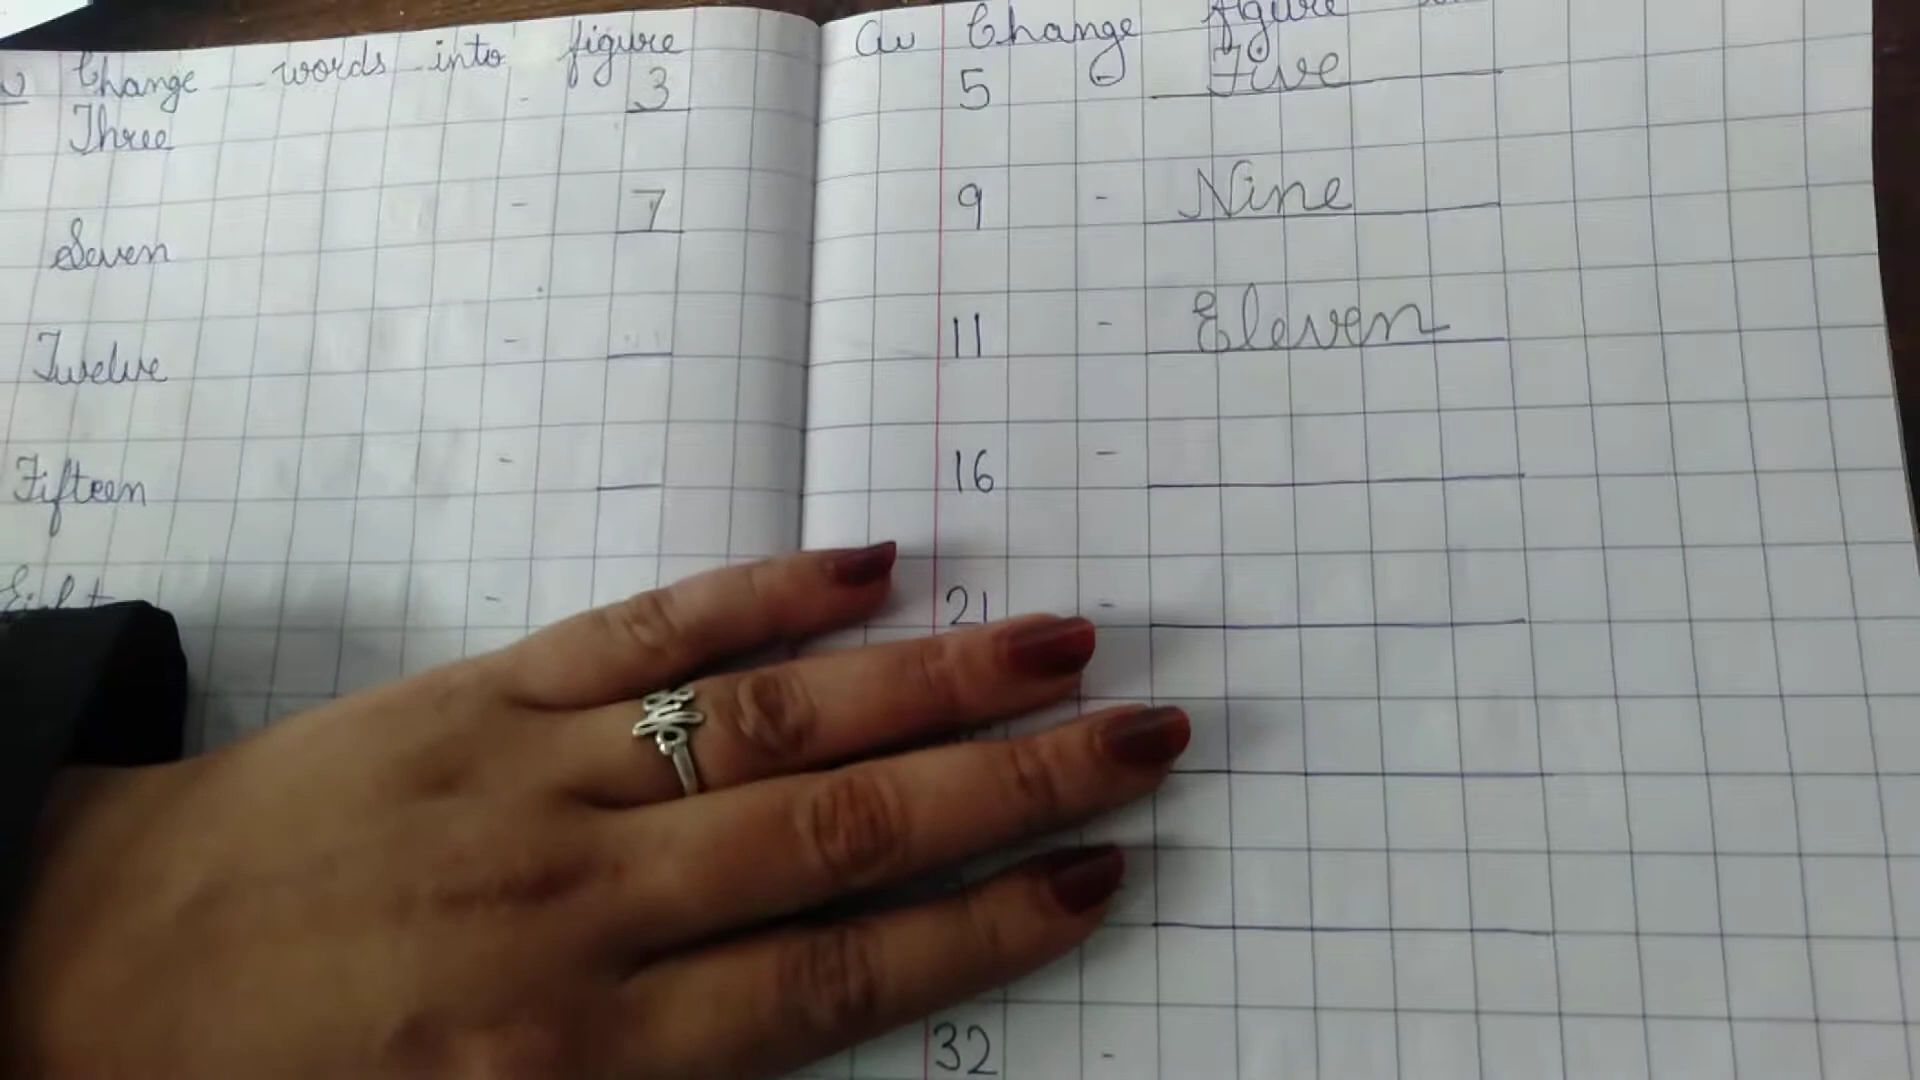 Change words into figure
Three - 3
Seven - 7
Twelve -
Fifteen -
-
Qu Change figure
5 - Five
9 - Nine
11 - Eleven
16 -
21 -
32 -